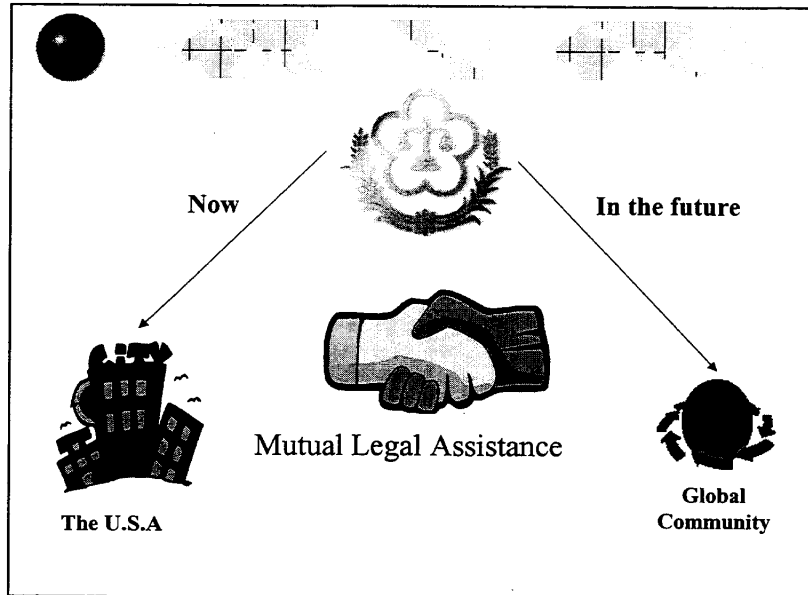 Now
In the future
Mutual Legal Assistance
The U.S.A
Global
Community